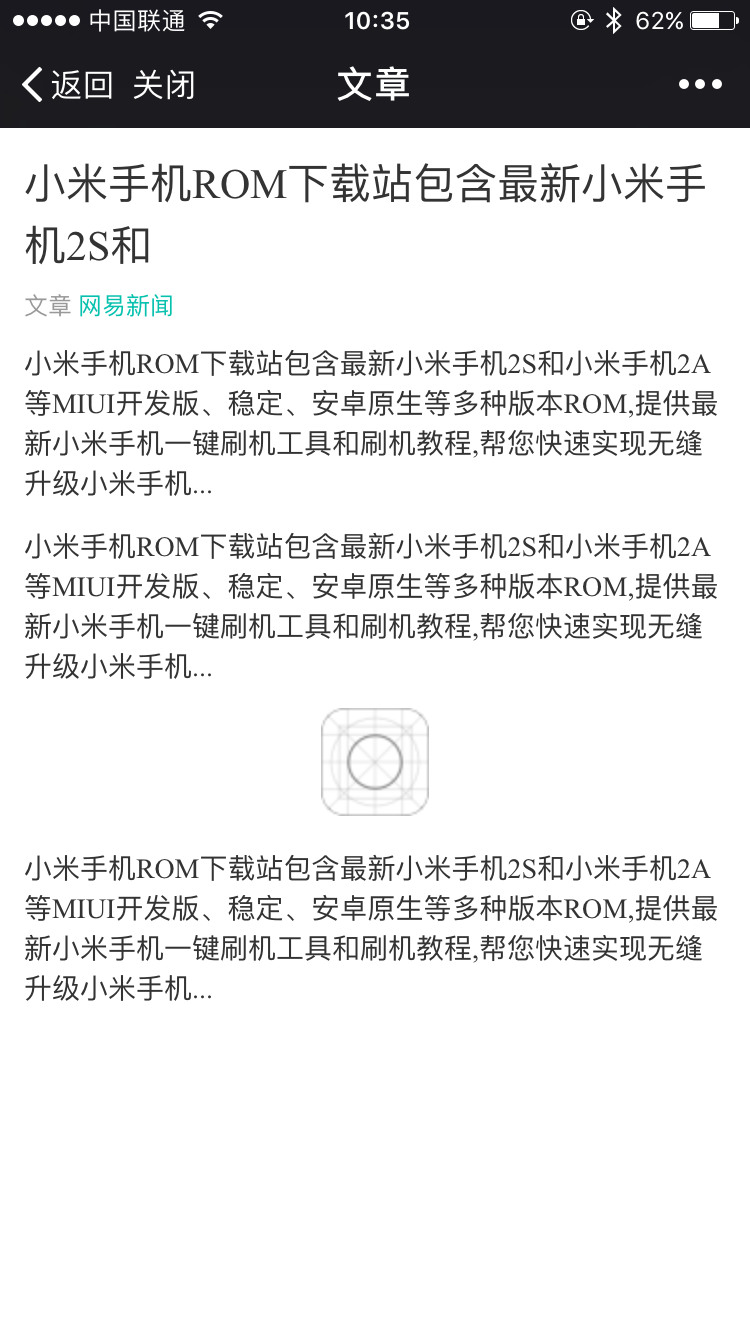 中国联通 10:35 62%
返回 关闭 文章
小米手机ROM下载站包含最新小米手
机2S和
文章 网易新闻
小米手机ROM下载站包含最新小米手机2S和小米手机2A
等MIUI开发版、稳定、安卓原生等多种版本ROM,提供最
新小米手机一键刷机工具和刷机教程,帮您快速实现无缝
升级小米手机...
小米手机ROM下载站包含最新小米手机2S和小米手机2A
等MIUI开发版、稳定、安卓原生等多种版本ROM,提供最
新小米手机一键刷机工具和刷机教程,帮您快速实现无缝
升级小米手机...
小米手机ROM下载站包含最新小米手机2S和小米手机2A
等MIUI开发版、稳定、安卓原生等多种版本ROM,提供最
新小米手机一键刷机工具和刷机教程,帮您快速实现无缝
升级小米手机...